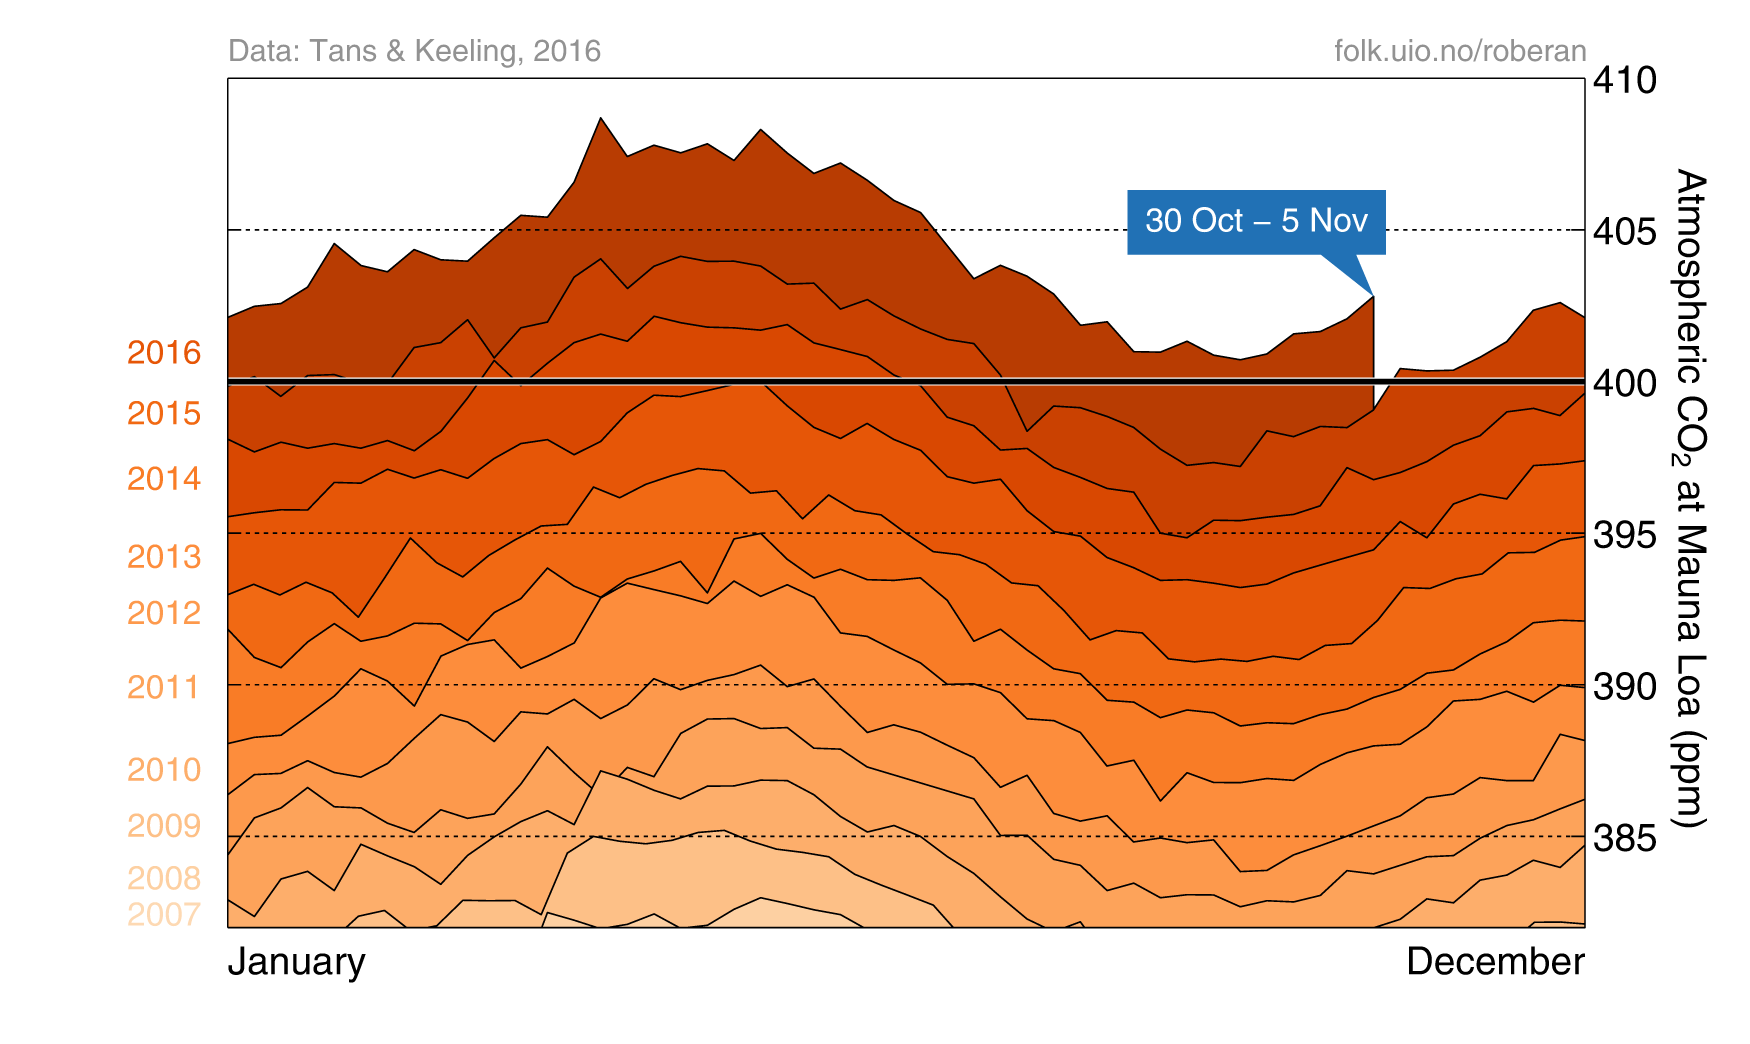 Data: Tans & Keeling, 2016
folk.uio.no/roberan
410
405
400
395
390
385
Atmospheric CO₂ at Mauna Loa (ppm)
30 Oct – 5 Nov
2016
2015
2014
2013
2012
2011
2010
2009
2008
2007
January
December